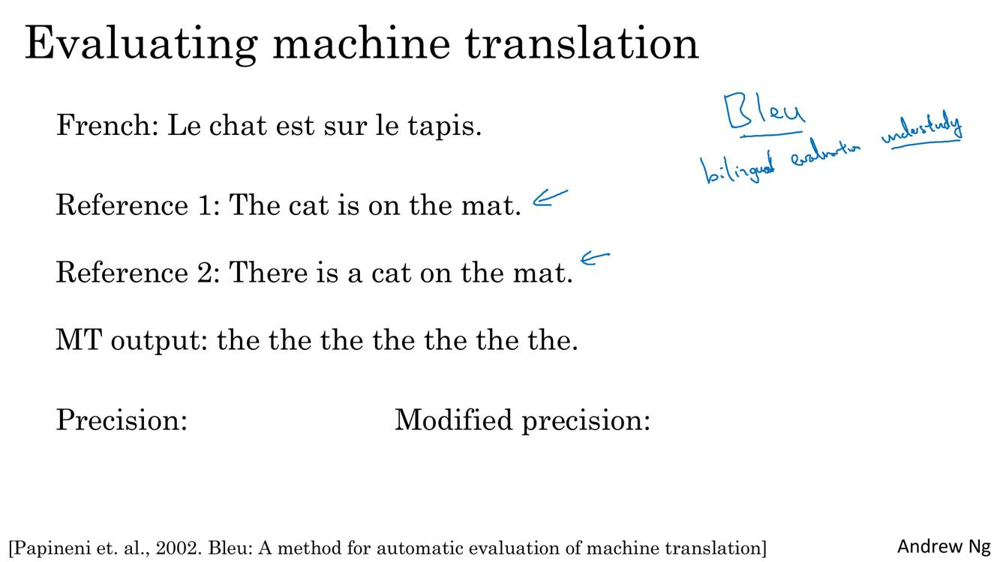 Evaluating machine translation
Bleu
bilingual evaluation understudy
French: Le chat est sur le tapis.
Reference 1: The cat is on the mat.
Reference 2: There is a cat on the mat.
MT output: the the the the the the the.
Precision:
Modified precision:
[Papineni et. al., 2002. Bleu: A method for automatic evaluation of machine translation]
Andrew Ng